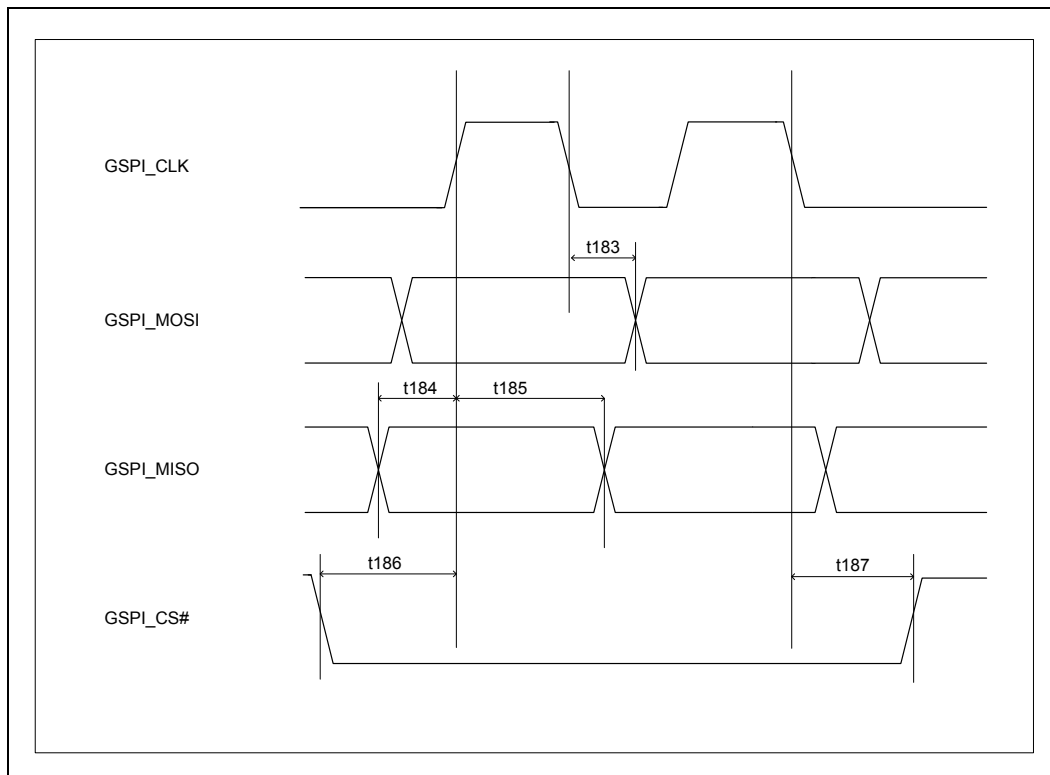 GSPI_CLK
t183
GSPI_MOSI
t184
t185
GSPI_MISO
t186
t187
GSPI_CS#